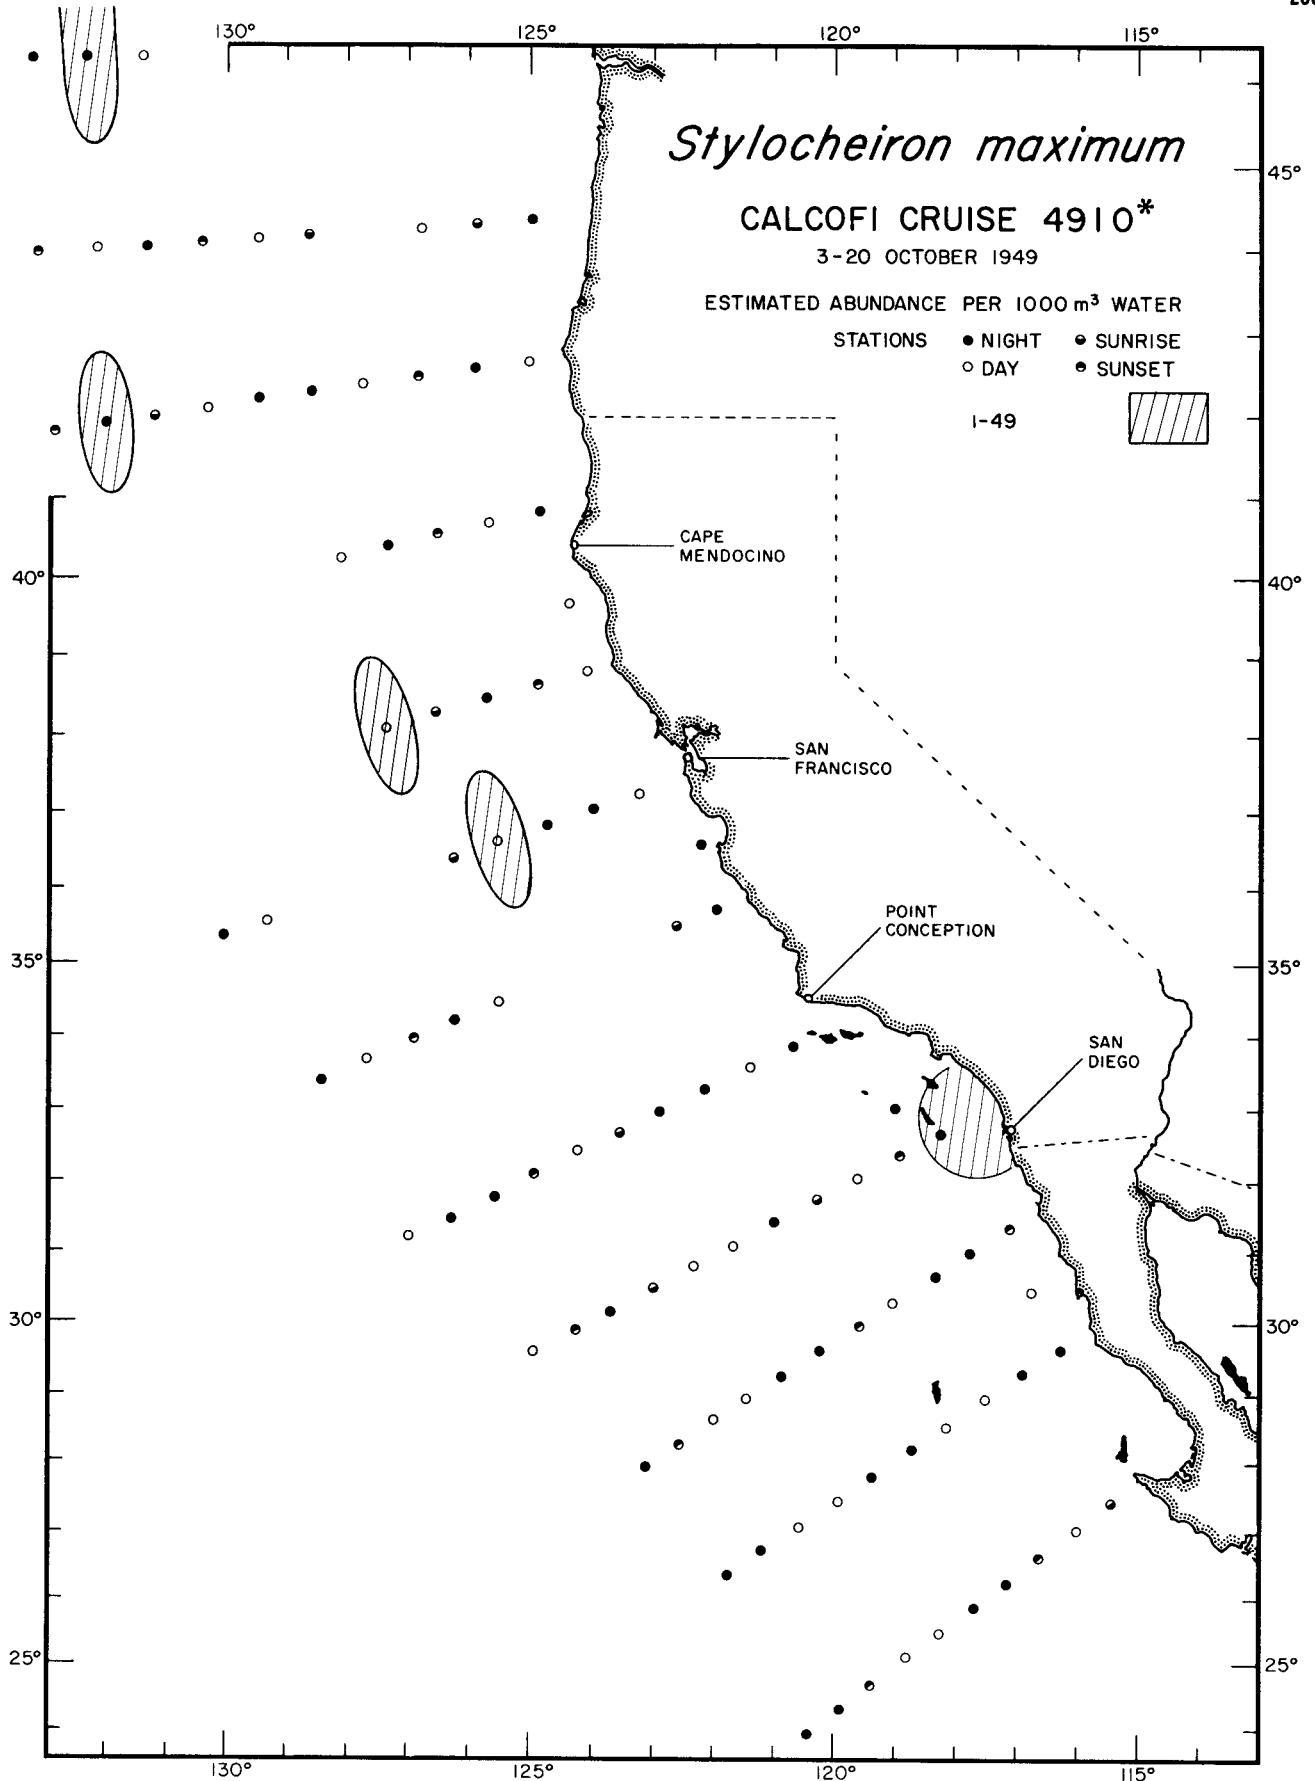 130°
125°
120°
115°
Stylocheiron maximum
45°
CALCOFI CRUISE 4910*
3-20 OCTOBER 1949
ESTIMATED ABUNDANCE PER 1000 m³ WATER
STATIONS ● NIGHT SUNRISE
○ DAY SUNSET
1-49
CAPE
MENDOCINO
40°
40°
SAN
FRANCISCO
POINT
CONCEPTION
35°
35°
SAN
DIEGO
30°
30°
25°
25°
130°
125°
120°
115°